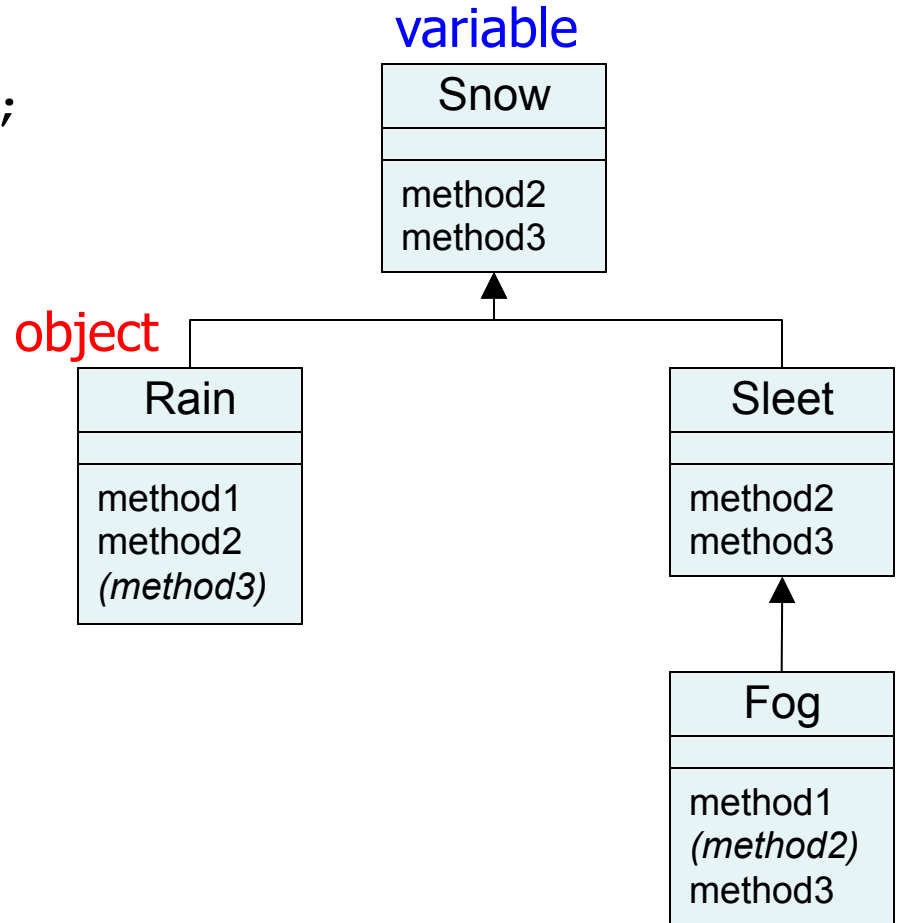 variable
;
Snow
method2
method3
object
Rain
method1
method2
(method3)
Sleet
method2
method3
Fog
method1
(method2)
method3